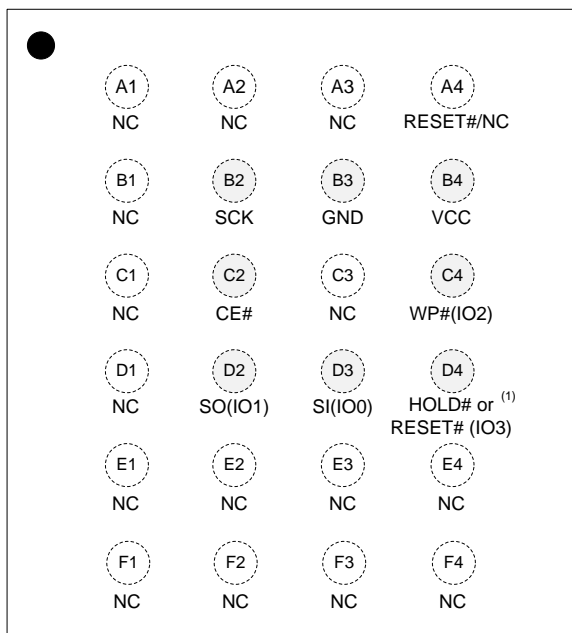 A1 A2 A3 A4
NC NC NC RESET#/NC
B1 B2 B3 B4
NC SCK GND VCC
C1 C2 C3 C4
NC CE# NC WP#(IO2)
D1 D2 D3 D4
NC SO(IO1) SI(IO0) HOLD# or (1)
RESET# (IO3)
E1 E2 E3 E4
NC NC NC NC
F1 F2 F3 F4
NC NC NC NC